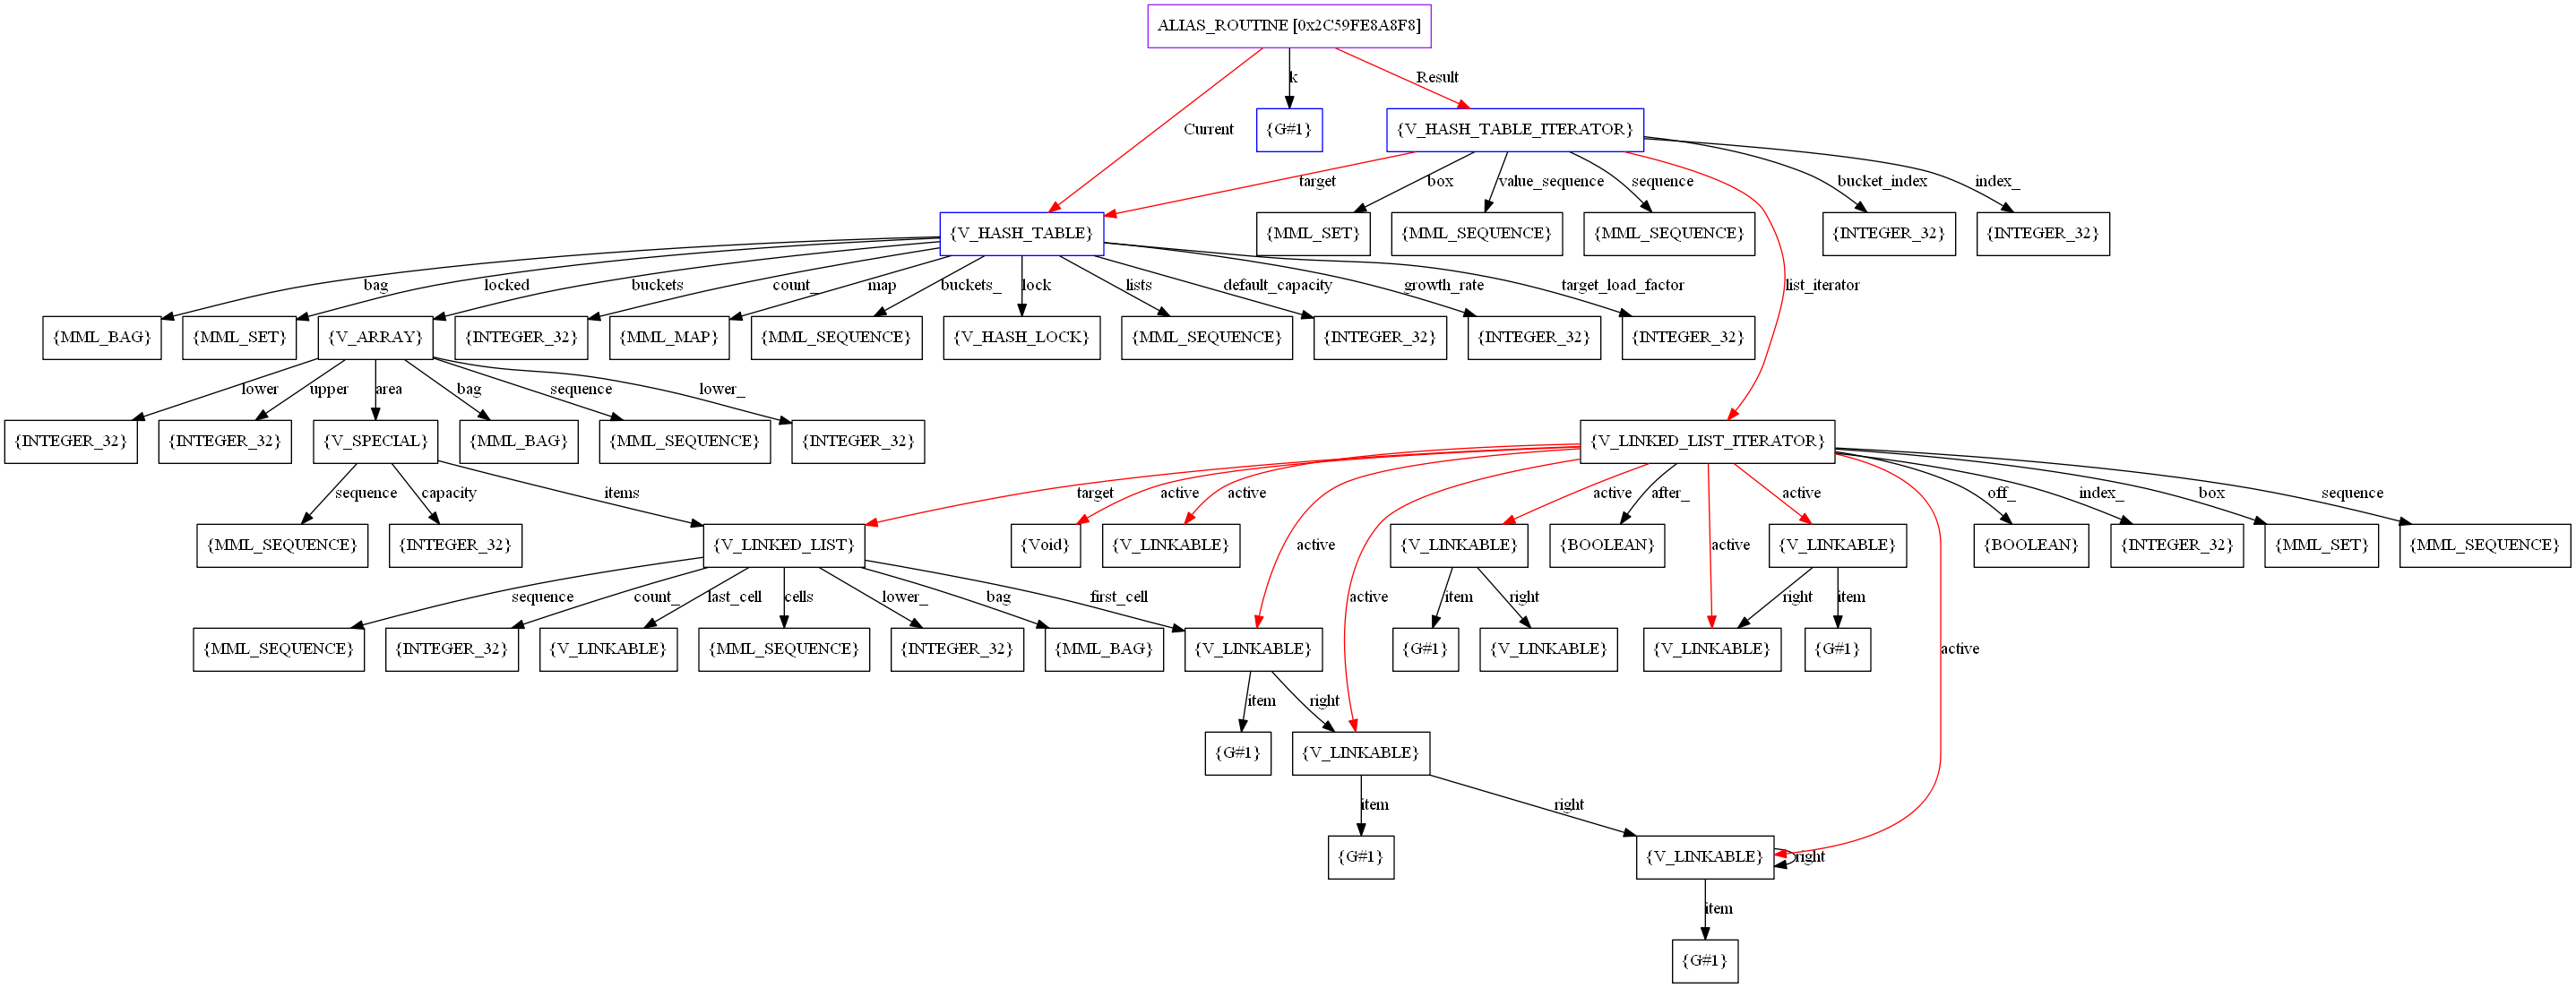 ALIAS_ROUTINE [0x2C59FE8A8F8]
k
Result
Current
{G#1}
{V_HASH_TABLE_ITERATOR}
target
box
value_sequence
sequence
bucket_index
index_
{V_HASH_TABLE}
{MML_SET}
{MML_SEQUENCE}
{MML_SEQUENCE}
{INTEGER_32}
{INTEGER_32}
bag
locked
buckets
count_
map
buckets_
lock
lists
default_capacity
growth_rate
target_load_factor
list_iterator
{MML_BAG}
{MML_SET}
{V_ARRAY}
{INTEGER_32}
{MML_MAP}
{MML_SEQUENCE}
{V_HASH_LOCK}
{MML_SEQUENCE}
{INTEGER_32}
{INTEGER_32}
{INTEGER_32}
lower
upper
area
bag
sequence
lower_
{INTEGER_32}
{INTEGER_32}
{V_SPECIAL}
{MML_BAG}
{MML_SEQUENCE}
{INTEGER_32}
{V_LINKED_LIST_ITERATOR}
sequence
capacity
items
target
active
active
active
after_
active
off_
index_
box
sequence
{MML_SEQUENCE}
{INTEGER_32}
{V_LINKED_LIST}
{Void}
{V_LINKABLE}
active
{V_LINKABLE}
{BOOLEAN}
active
{V_LINKABLE}
{BOOLEAN}
{INTEGER_32}
{MML_SET}
{MML_SEQUENCE}
sequence
count_
last_cell
cells
lower_
bag
first_cell
active
item
right
right
item
{MML_SEQUENCE}
{INTEGER_32}
{V_LINKABLE}
{MML_SEQUENCE}
{INTEGER_32}
{MML_BAG}
{V_LINKABLE}
{G#1}
{V_LINKABLE}
{V_LINKABLE}
{G#1}
active
item
right
{G#1}
{V_LINKABLE}
item
right
{G#1}
{V_LINKABLE}
right
item
{G#1}